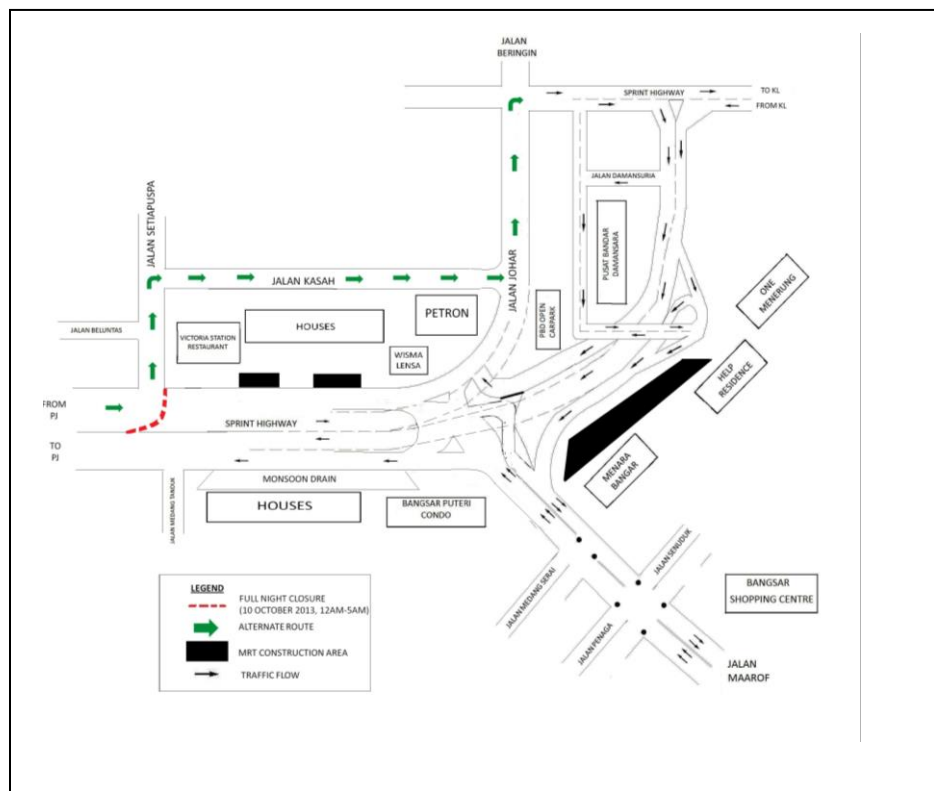 JALAN
BERINGIN
SPRINT HIGHWAY
TO KL
FROM KL
JALAN DAMANSURIA
JALAN SETIAPUSPA
PUSAT BANDAR
DAMANSARA
JALAN KASAH
JALAN JOHAR
ONE
MENERUNG
PETRON
PBD OPEN
CARPARK
HOUSES
JALAN BELUNTAS
VICTORIA STATION
RESTAURANT
WISMA
LENSA
HELP
RESIDENCE
FROM
PJ
SPRINT HIGHWAY
TO
PJ
MENARA
BANGAR
MONSOON DRAIN
JALAN MEDANG TANDUK
HOUSES
BANGSAR PUTERI
CONDO
JALAN SENUDUK
JALAN MEDANG SERAI
BANGSAR
SHOPPING CENTRE
JALAN PENAGA
JALAN
MAAROF
LEGEND
FULL NIGHT CLOSURE
(10 OCTOBER 2013, 12AM-5AM)
ALTERNATE ROUTE
MRT CONSTRUCTION AREA
TRAFFIC FLOW